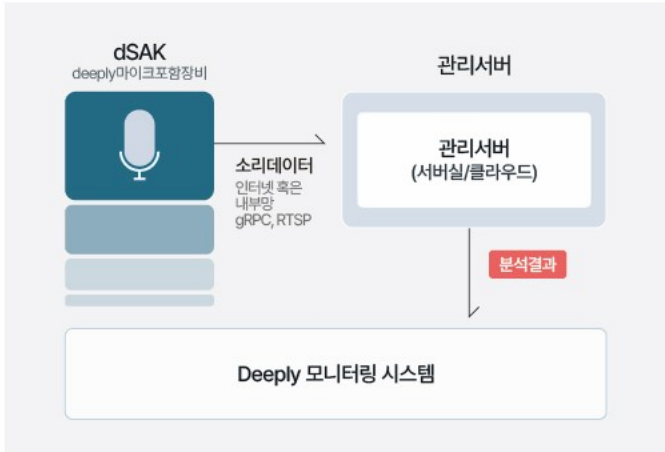 dSAK
deeply마이크포함장비
관리서버
소리데이터
인터넷 혹은
내부망
gRPC, RTSP
관리서버
(서버실/클라우드)
분석결과
Deeply 모니터링 시스템